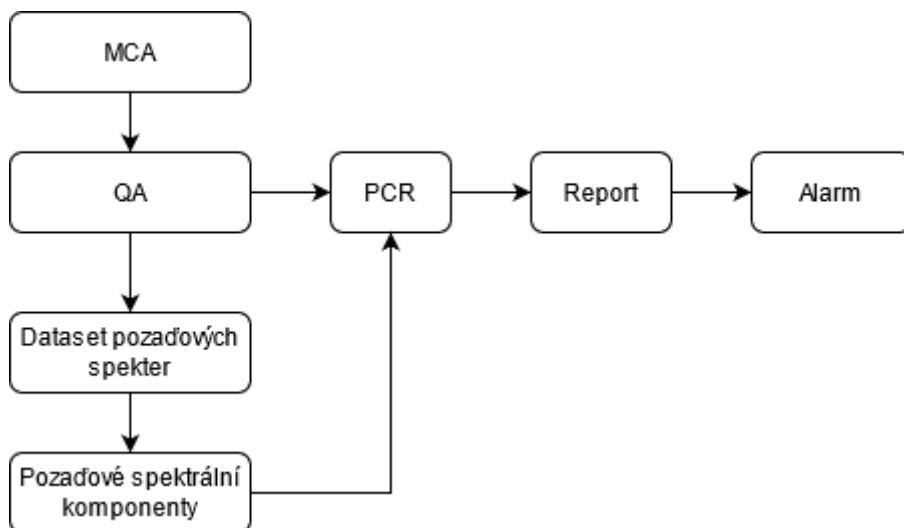 MCA
QA
PCR
Report
Alarm
Dataset pozaďových
spekter
Pozaďové spektrální
komponenty